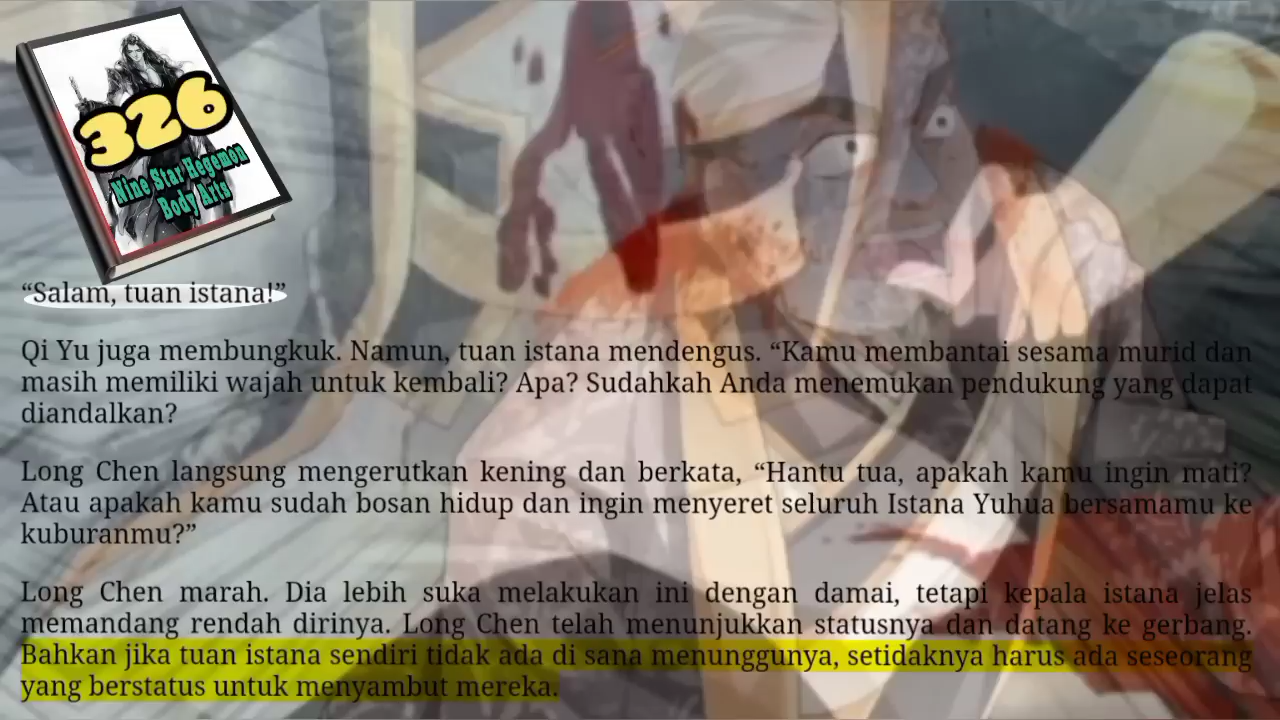 326
Nine Star Hegemon
Body Arts
“Salam, tuan istana!”
Qi Yu juga membungkuk. Namun, tuan istana mendengus. “Kamu membantai sesama murid dan
masih memiliki wajah untuk kembali? Apa? Sudahkah Anda menemukan pendukung yang dapat
diandalkan?
Long Chen langsung mengerutkan kening dan berkata, “Hantu tua, apakah kamu ingin mati?
Atau apakah kamu sudah bosan hidup dan ingin menyeret seluruh Istana Yuhua bersamamu ke
kuburanmu?”
Long Chen marah. Dia lebih suka melakukan ini dengan damai, tetapi kepala istana jelas
memandang rendah dirinya. Long Chen telah menunjukkan statusnya dan datang ke gerbang.
Bahkan jika tuan istana sendiri tidak ada di sana menunggunya, setidaknya harus ada seseorang
yang berstatus untuk menyambut mereka.